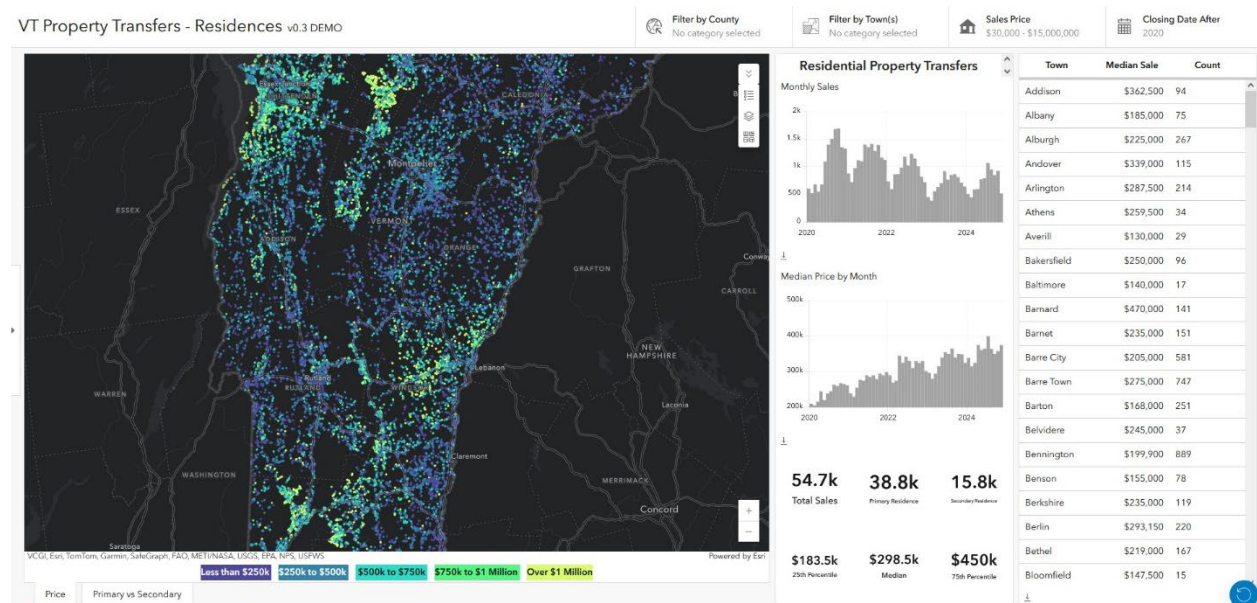 VT Property Transfers - Residences v0.3 DEMO
Filter by County
No category selected
Filter by Town(s)
No category selected
Sales Price
$30,000 - $15,000,000
Closing Date After
2020
CALEDONIA
Montpelier
ESSEX
VERMONT
ADDISON
ORANGE
GRAFTON
Conway
CARROLL
NEW
HAMPSHIRE
Lebanon
WARREN
Rutland
RUTLAND
WINDSOR
Laconia
Claremont
WASHINGTON
MERRIMACK
Concord
Saratoga
VCGI, Esri, TomTom, Garmin, SafeGraph, FAO, METI/NASA, USGS, EPA, NPS, USFWS
Powered by Esri
Less than $250k
$250k to $500k
$500k to $750k
$750k to $1 Million
Over $1 Million
Price
Primary vs Secondary
Residential Property Transfers
Monthly Sales
2k
1.5k
1k
500
0
2020 2022 2024
Median Price by Month
500k
400k
300k
200k
2020 2022 2024
54.7k
Total Sales
38.8k
Primary Residence
15.8k
Secondary Residence
$183.5k
25th Percentile
$298.5k
Median
$450k
75th Percentile
Town Median Sale Count
Addison $362,500 94
Albany $185,000 75
Alburgh $225,000 267
Andover $339,000 115
Arlington $287,500 214
Athens $259,500 34
Averill $130,000 29
Bakersfield $250,000 96
Baltimore $140,000 17
Barnard $470,000 141
Barnet $235,000 151
Barre City $205,000 581
Barre Town $275,000 747
Barton $168,000 251
Belvidere $245,000 37
Bennington $199,900 889
Benson $155,000 78
Berkshire $235,000 119
Berlin $293,150 220
Bethel $219,000 167
Bloomfield $147,500 15